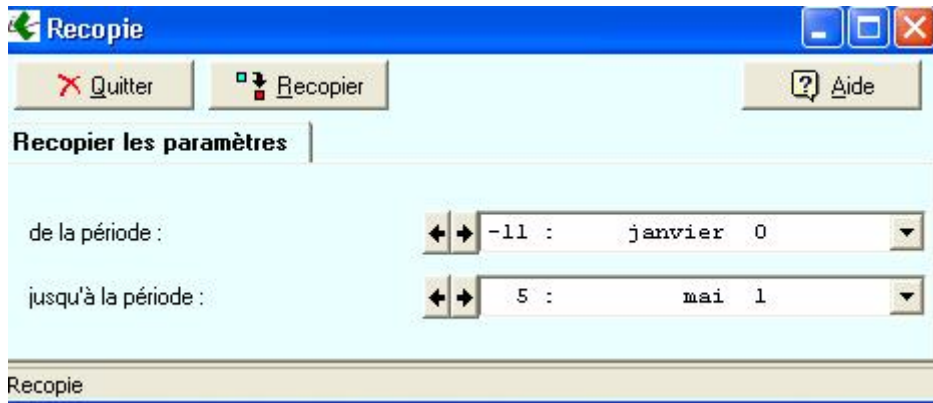 Recopie
Quitter Recopier Aide
Recopier les paramètres
de la période : -11 : janvier 0
jusqu'à la période : 5 : mai 1
Recopie